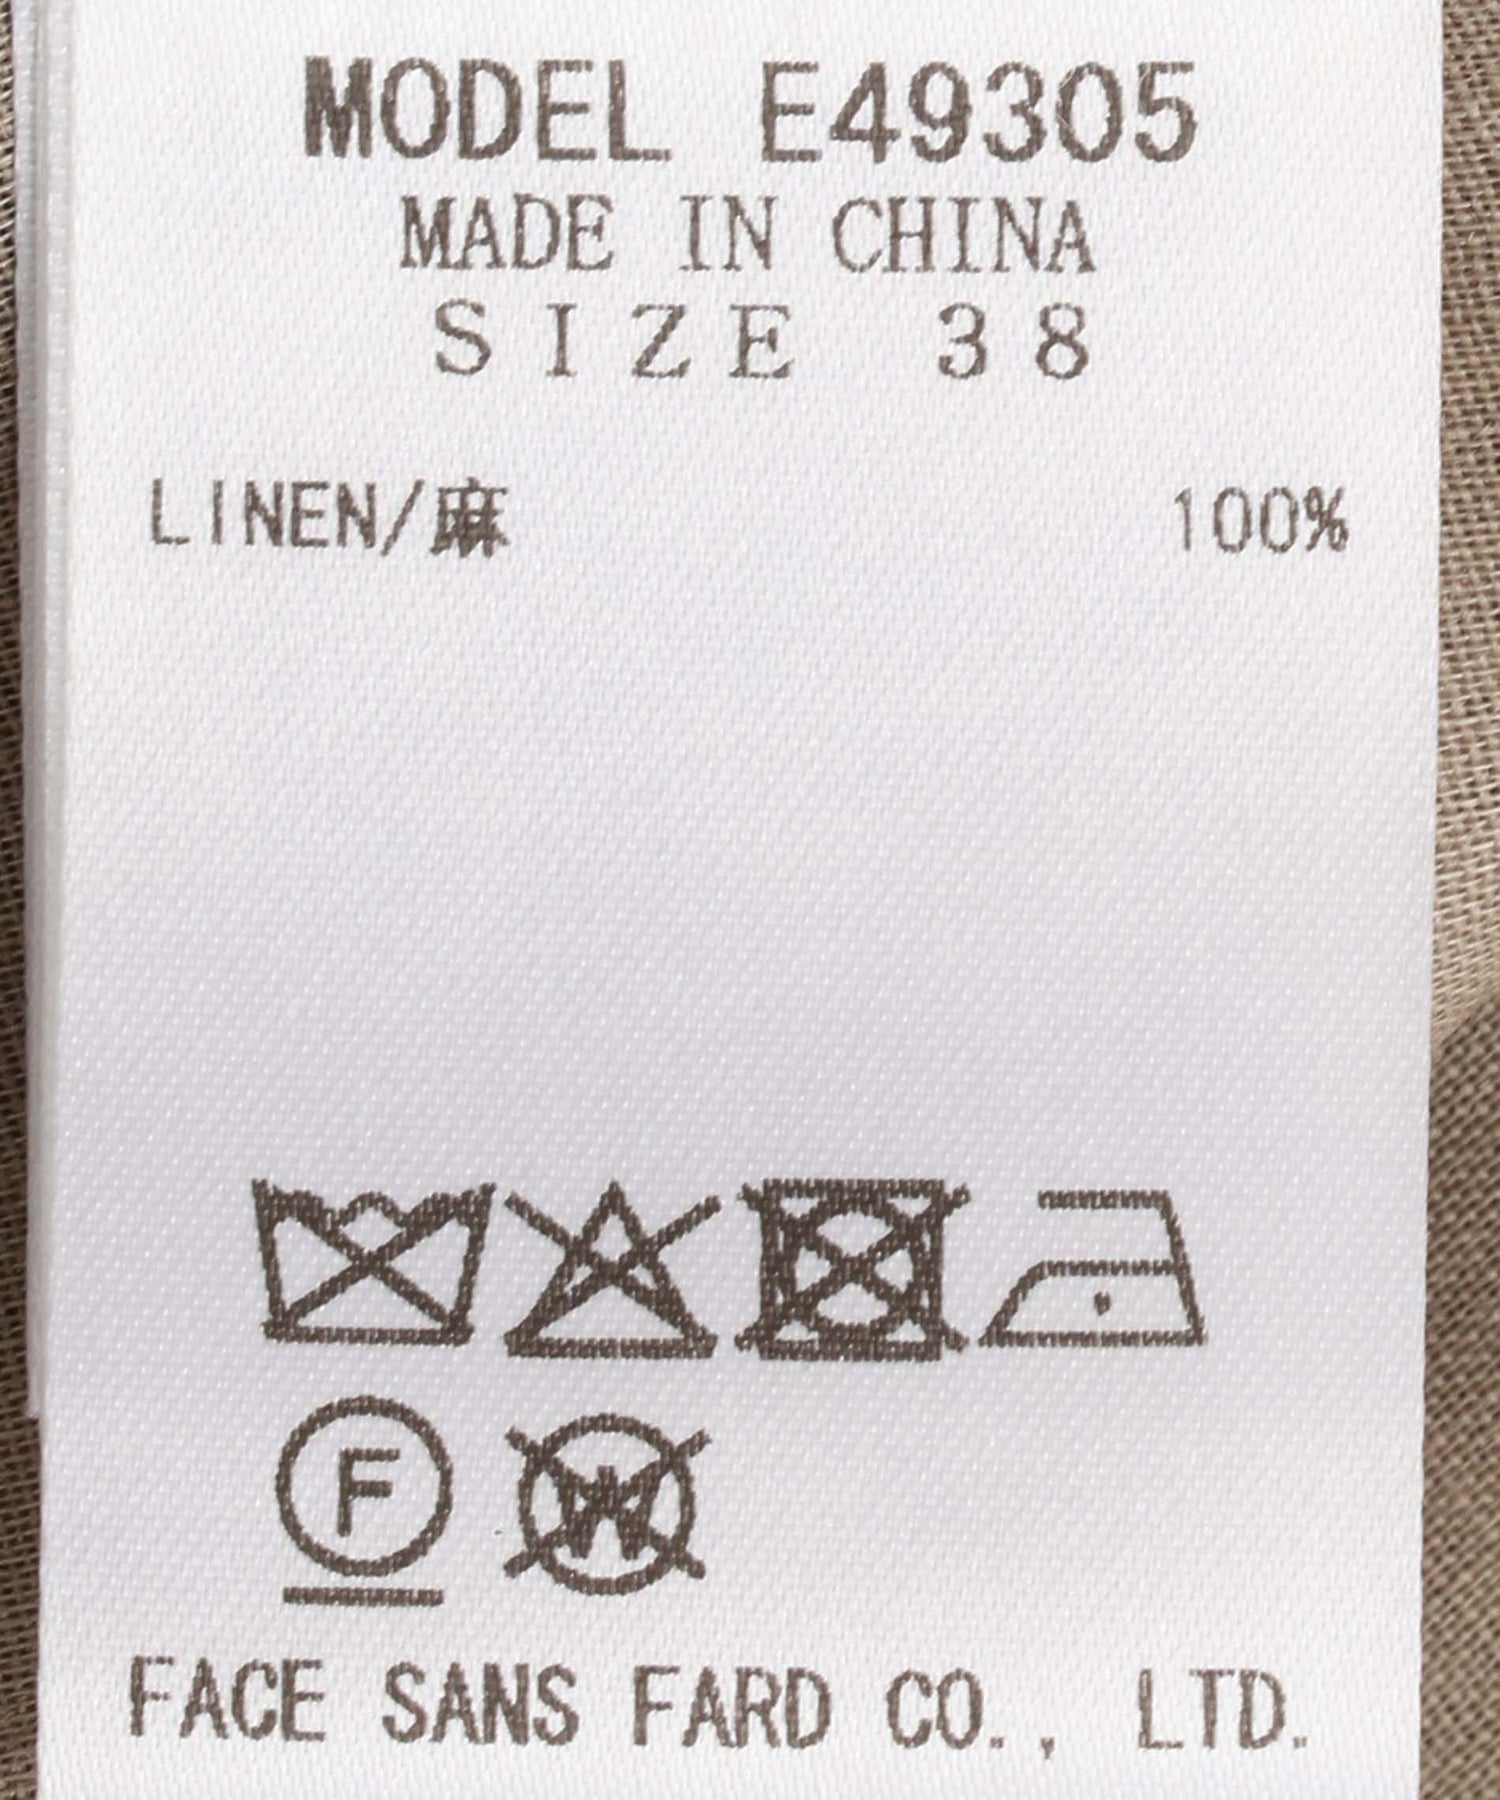 MODEL E49305
MADE IN CHINA
SIZE 38
LINEN/麻 100%
F
W
FACE SANS FARD CO., LTD.